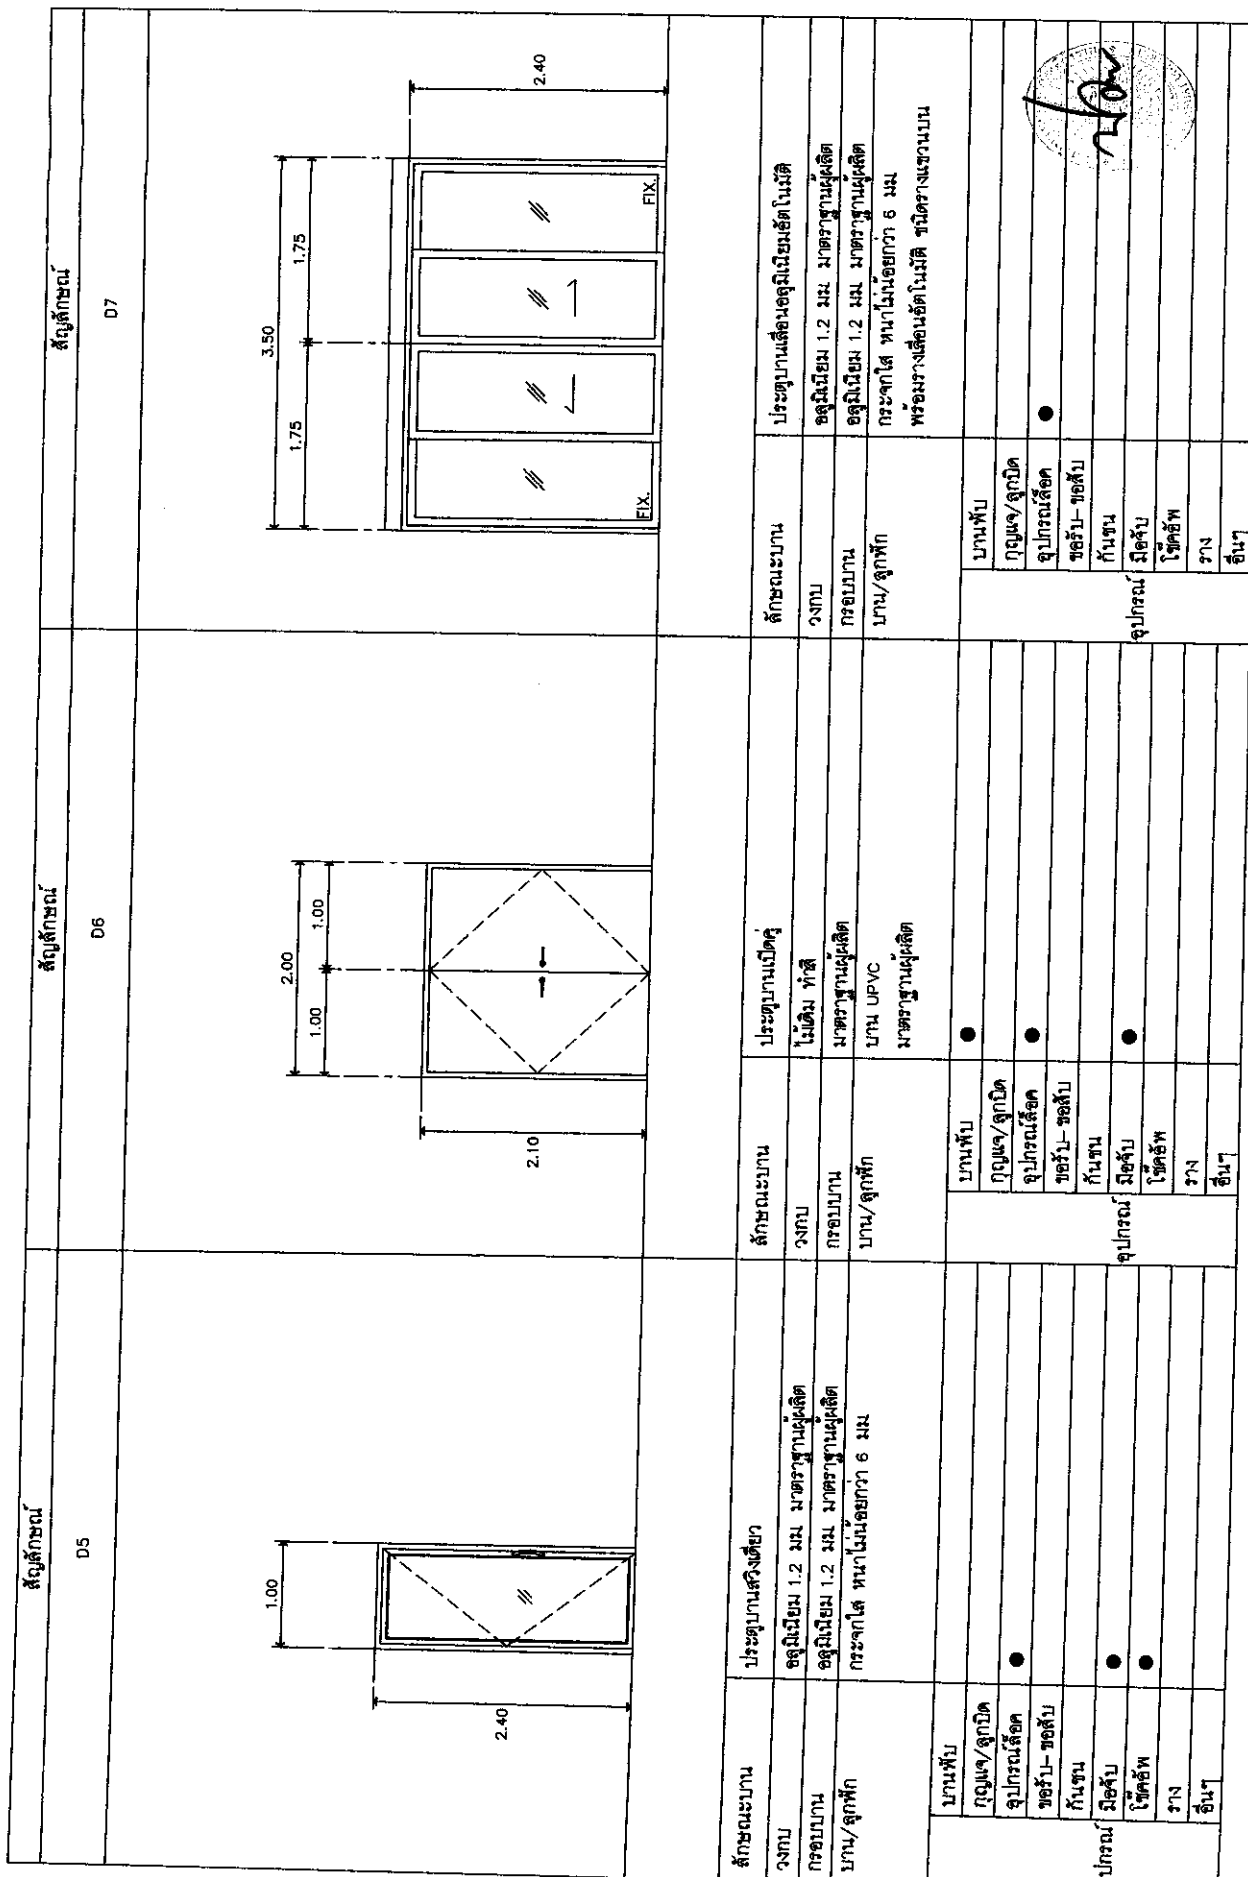 สัญลักษณ์
D5
1.00
2.40
ลักษณะบาน ประตูบานสวิงเดี่ยว
วงกบ อลูมิเนียม 1.2 มม. มาตราฐานผู้ผลิต
กรอบบาน อลูมิเนียม 1.2 มม. มาตราฐานผู้ผลิต
บาน/ลูกฟัก กระจกใส หนาไม่น้อยกว่า 6 มม.
ปกรณ์
บานพับ
กุญแจ/ลูกบิด
อุปกรณ์ล็อค ●
ขอรับ-ขอสับ
กันชน
มือจับ ●
โช๊คอัพ ●
ราง
อื่นๆ
สัญลักษณ์
D6
2.00
1.00 1.00
2.10
ลักษณะบาน ประตูบานเปิดคู่
วงกบ ไม้เดิม ทำสี
กรอบบาน มาตราฐานผู้ผลิต
บาน/ลูกฟัก บาน UPVC
มาตราฐานผู้ผลิต
อุปกรณ์
บานพับ ●
กุญแจ/ลูกบิด
อุปกรณ์ล็อค ●
ขอรับ-ขอสับ
กันชน
มือจับ ●
โช๊คอัพ
ราง
อื่นๆ
สัญลักษณ์
D7
3.50
1.75 1.75
2.40
FIX. FIX.
ลักษณะบาน ประตูบานเลื่อนอลูมิเนียมอัตโนมัติ
วงกบ อลูมิเนียม 1.2 มม. มาตราฐานผู้ผลิต
กรอบบาน อลูมิเนียม 1.2 มม. มาตราฐานผู้ผลิต
บาน/ลูกฟัก กระจกใส หนาไม่น้อยกว่า 6 มม.
พร้อมรางเลื่อนอัตโนมัติ ชนิดรางแขวนบน
อุปกรณ์
บานพับ
กุญแจ/ลูกบิด
อุปกรณ์ล็อค ●
ขอรับ-ขอสับ
กันชน
มือจับ
โช๊คอัพ
ราง
อื่นๆ